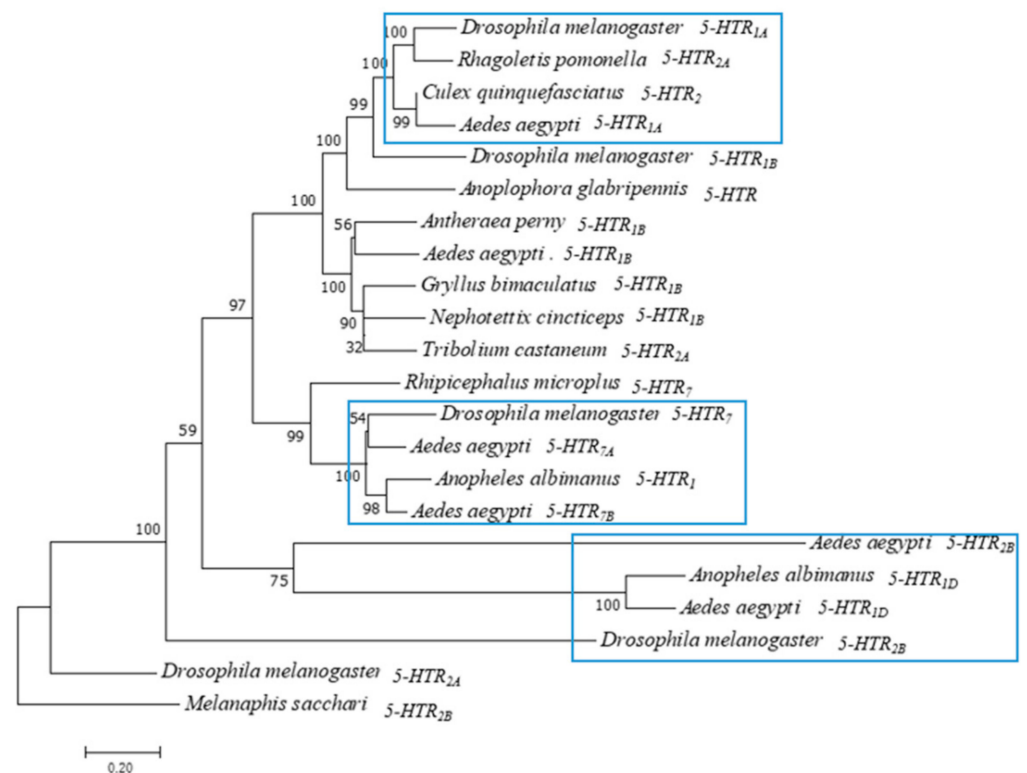 100
Drosophila melanogaster 5-HTR1A
100
Rhagoletis pomonella 5-HTR2A
Culex quinquefasciatus 5-HTR2
99
99
Aedes aegypti 5-HTR1A
100
Drosophila melanogaster 5-HTR1B
Anoplophora glabripennis 5-HTR
100
56
Antheraea perny 5-HTR1B
Aedes aegypti . 5-HTR1B
100
Gryllus bimaculatus 5-HTR1B
97
90
Nephotettix cincticeps 5-HTR1B
32
Tribolium castaneum 5-HTR2A
Rhipicephalus microplus 5-HTR7
54
Drosophila melanogaster 5-HTR7
59
99
Aedes aegypti 5-HTR7A
100
Anopheles albimanus 5-HTR1
98
Aedes aegypti 5-HTR7B
100
Aedes aegypti 5-HTR2B
75
Anopheles albimanus 5-HTR1D
100
Aedes aegypti 5-HTR1D
Drosophila melanogaster 5-HTR2B
Drosophila melanogaster 5-HTR2A
Melanaphis sacchari 5-HTR2B
0.20